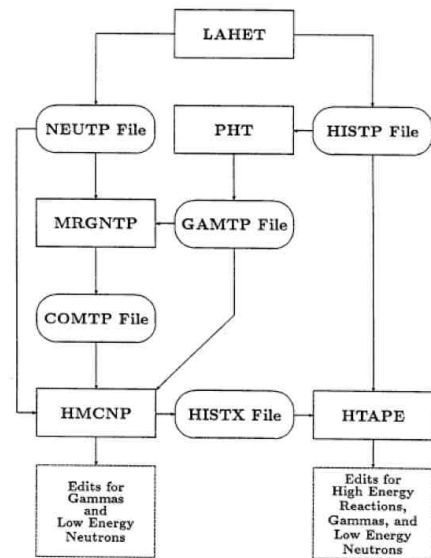 LAHET
NEUTP File
PHT
HISTP File
MRGNTP
GAMTP File
COMTP File
HMCNP
HISTX File
HTAPE
Edits for
Gammas
and
Low Energy
Neutrons
Edits for
High Energy
Reactions,
Gammas, and
Low Energy
Neutrons